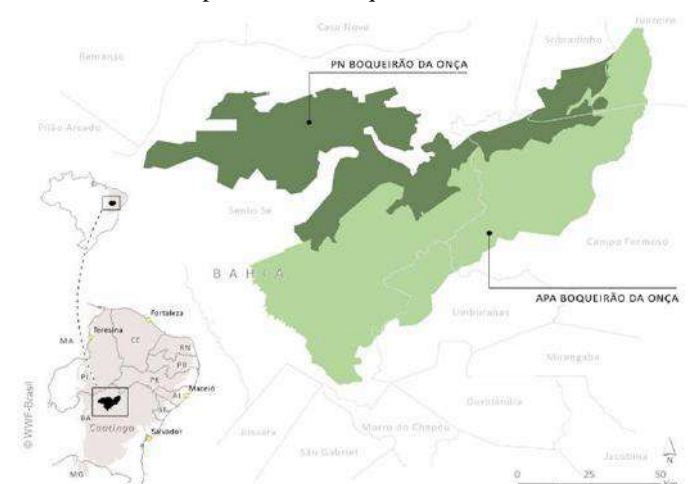 Casa Nova
Juazeiro
Sobradinho
Remanso
PN BOQUEIRÃO DA ONÇA
Pilão Arcado
Sento Sé
Campo Formoso
BAHIA
APA BOQUEIRÃO DA ONÇA
Umburanas
Mirangaba
Ourolândia
Morro do Chapéu
Jussara
São Gabriel
Jacobina
Fortaleza
Teresina
MA
CE
RN
PB
PI
PE
AL
Maceió
SE
BA
Caatinga
Salvador
MG
© WWF-Brasil
N
0 25 50
Km